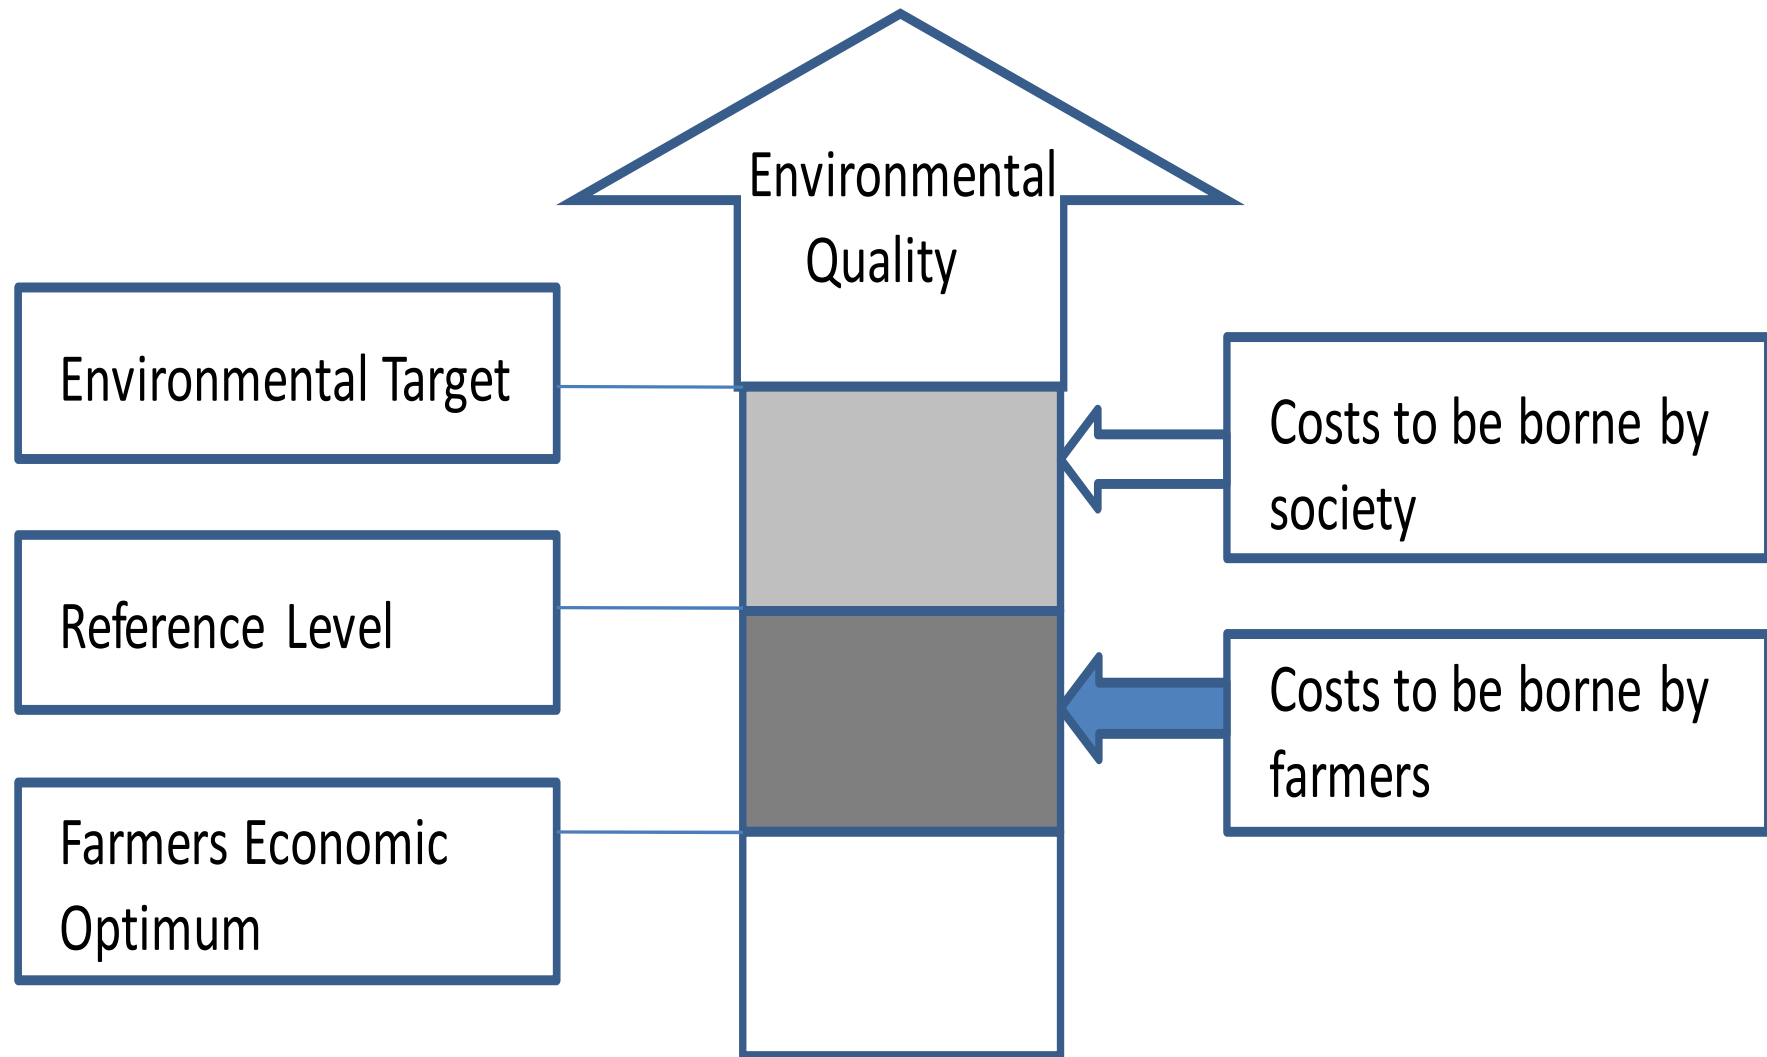 Environmental
Quality
Environmental Target
Reference Level
Farmers Economic
Optimum
Costs to be borne by
society
Costs to be borne by
farmers